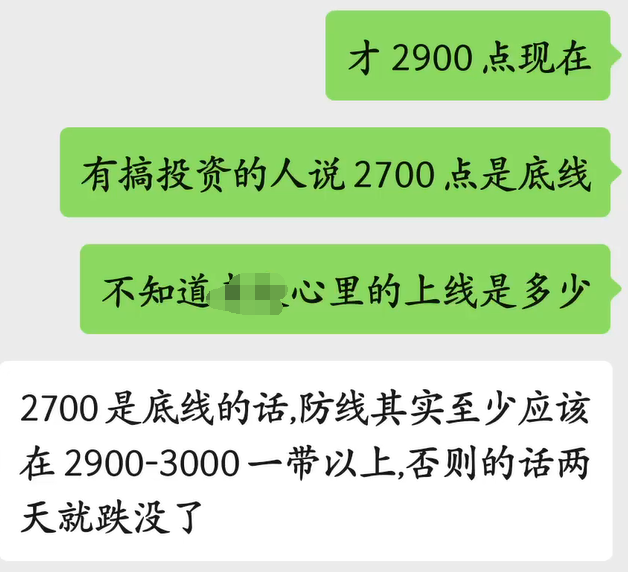 才 2900 点现在
有搞投资的人说 2700 点是底线
不知道心里的上线是多少
2700 是底线的话,防线其实至少应该
在 2900-3000 一带以上,否则的话两
天就跌没了